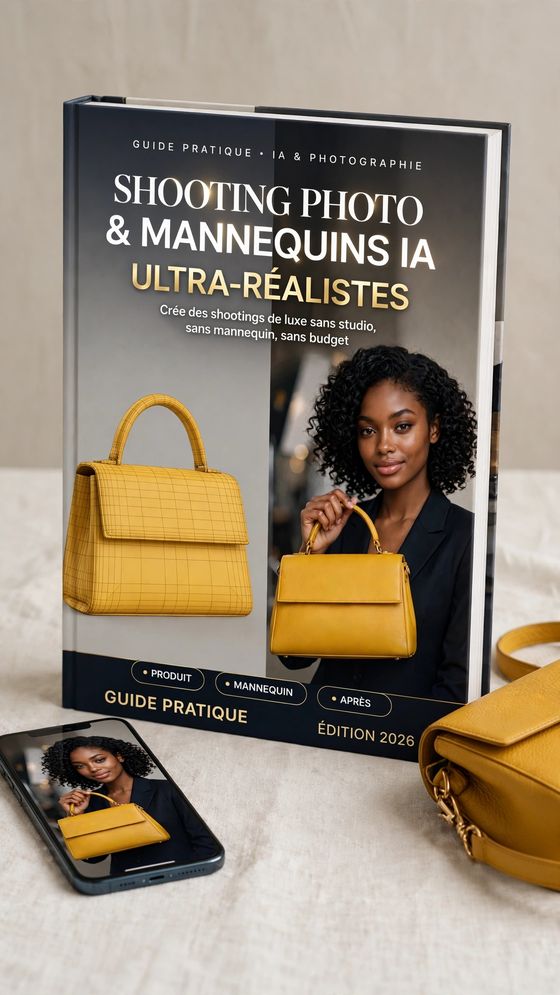 GUIDE PRATIQUE • IA & PHOTOGRAPHIE
SHOOTING PHOTO
& MANNEQUINS IA
ULTRA-RÉALISTES
Crée des shootings de luxe sans studio,
sans mannequin, sans budget
• PRODUIT
• MANNEQUIN
• APRÈS
GUIDE PRATIQUE
ÉDITION 2026